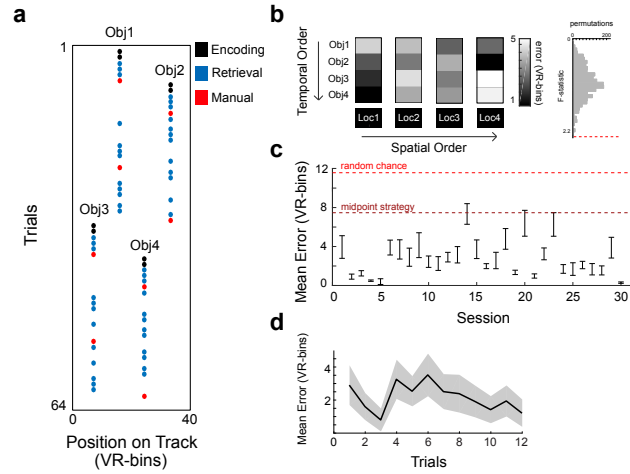 a
Obj1
1
Encoding
Obj2
Retrieval
Manual
Trials
Obj3
Obj4
64
0
40
Position on Track
(VR-bins)
b
Temporal Order
Obj1
Obj2
Obj3
Obj4
Loc1
Loc2
Loc3
Loc4
Spatial Order
5
1
error (VR-bins)
permutations
0
200
F-statistic
2.2
c
random chance
midpoint strategy
Mean Error (VR-bins)
12
8
4
0
0
5
10
15
20
25
30
Session
d
Mean Error (VR-bins)
4
2
0
2
4
6
8
10
12
Trials